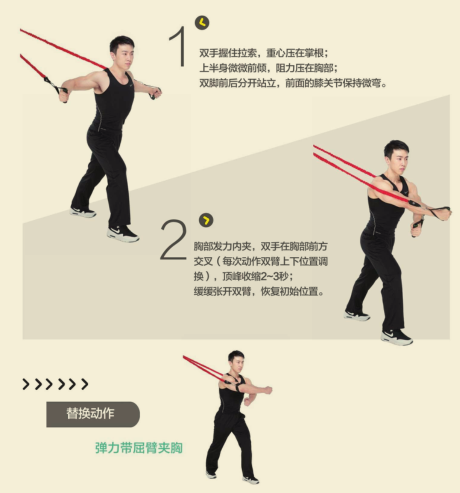 1
双手握住拉索，重心压在掌根；
上半身微微前倾，阻力压在胸部；
双脚前后分开站立，前面的膝关节保持微弯。
2
胸部发力内夹，双手在胸部前方
交叉（每次动作双臂上下位置调
换），顶峰收缩2~3秒；
缓缓张开双臂，恢复初始位置。
替换动作
弹力带屈臂夹胸